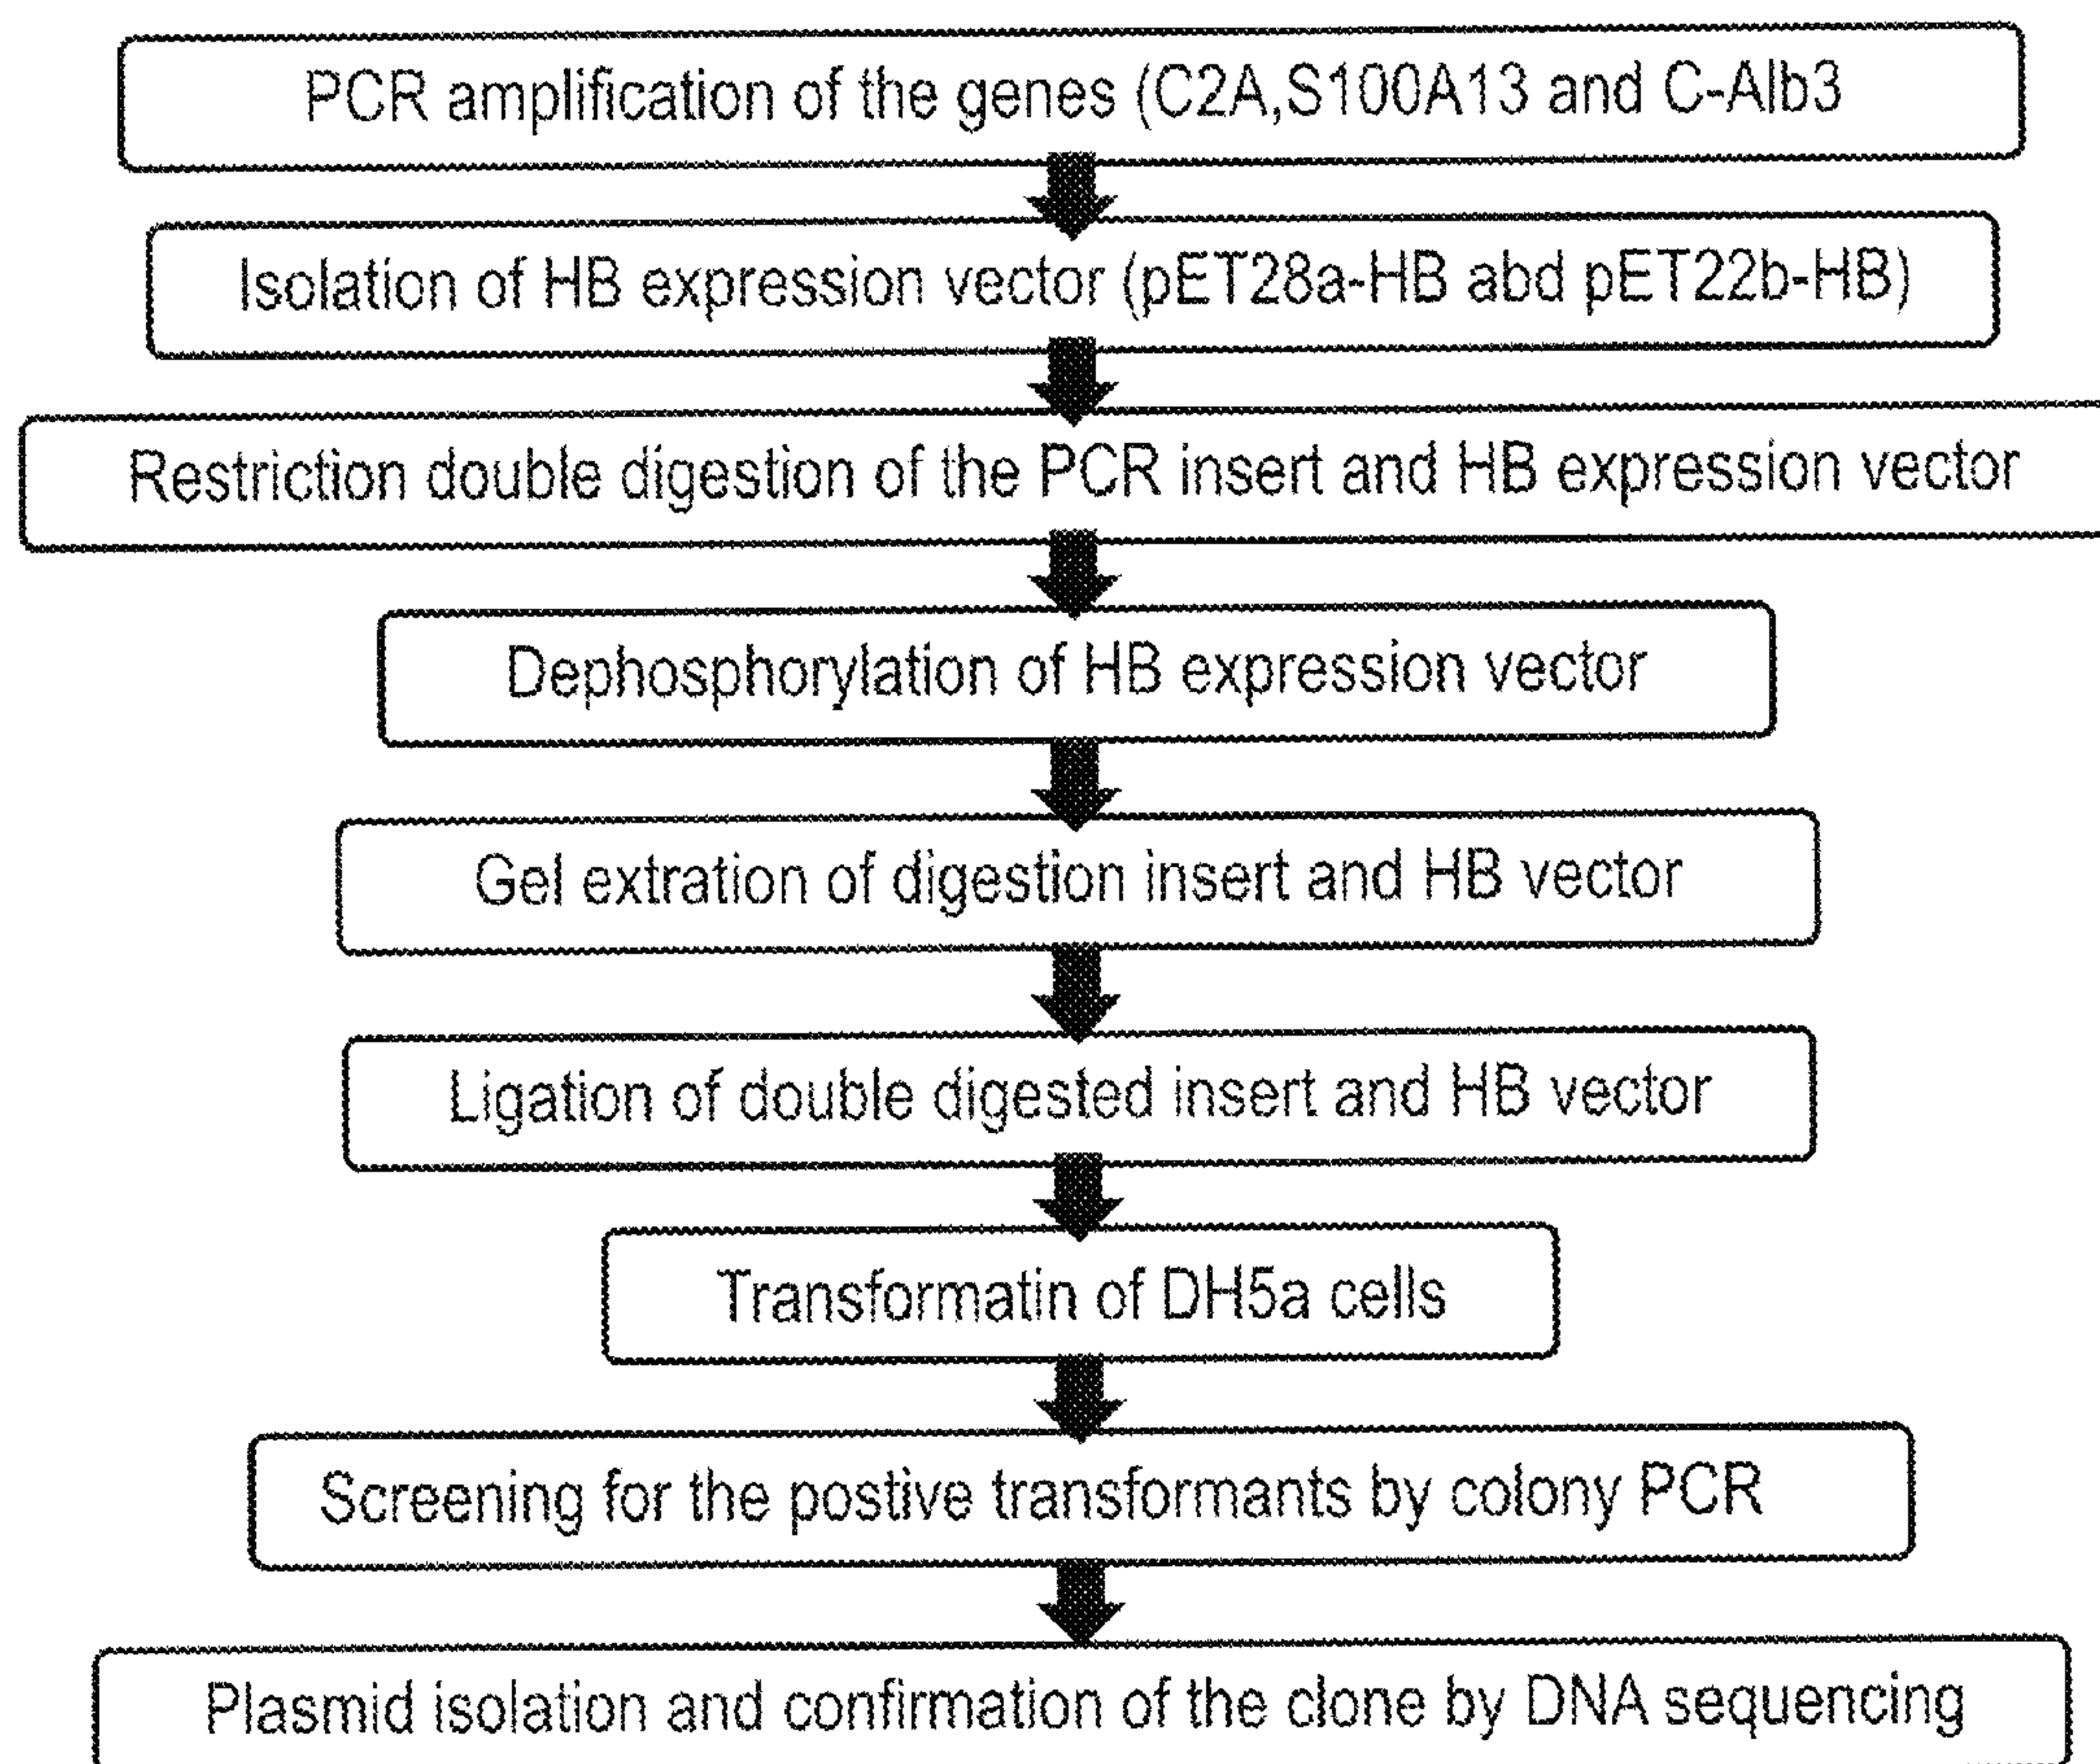 PCR amplification of the genes (C2A,S100A13 and C-Alb3
Isolation of HB expression vector (pET28a-HB abd pET22b-HB)
Restriction double digestion of the PCR insert and HB expression vector
Dephosphorylation of HB expression vector
Gel extration of digestion insert and HB vector
Ligation of double digested insert and HB vector
Transformatin of DH5a cells
Screening for the postive transformants by colony PCR
Plasmid isolation and confirmation of the clone by DNA sequencing